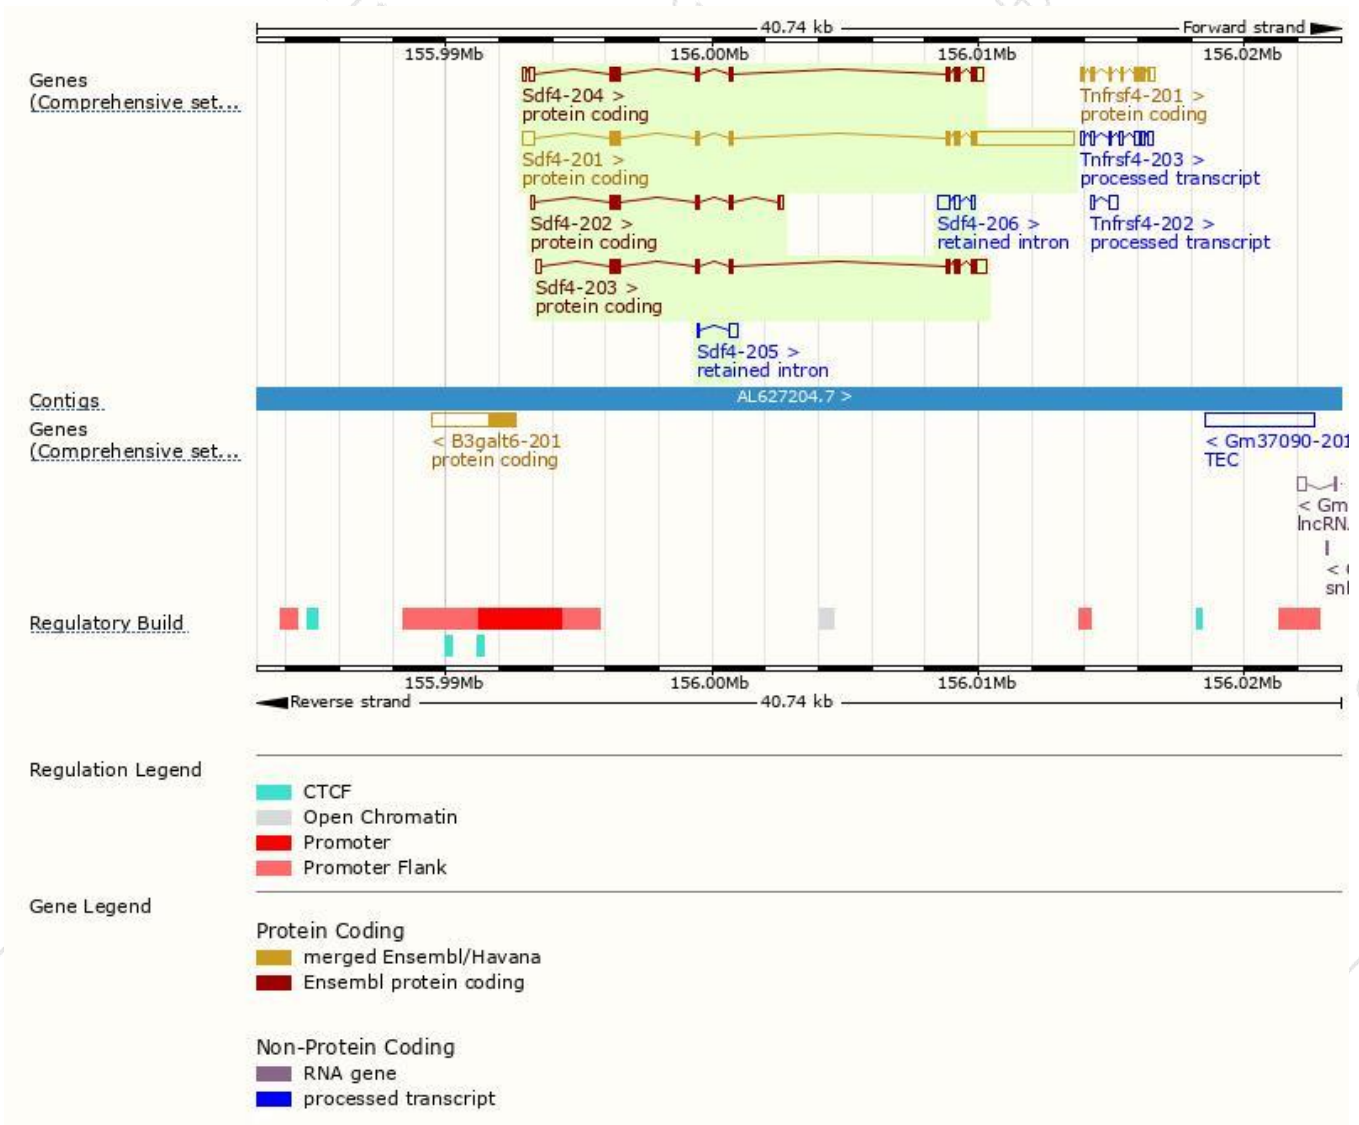 40.74 kb
Forward strand
155.99Mb 156.00Mb 156.01Mb 156.02Mb
Genes
(Comprehensive set...
Sdf4-204 >
protein coding
Tnfrsf4-201 >
protein coding
Sdf4-201 >
protein coding
Tnfrsf4-203 >
processed transcript
Sdf4-202 >
protein coding
Sdf4-206 >
retained intron
Tnfrsf4-202 >
processed transcript
Sdf4-203 >
protein coding
Sdf4-205 >
retained intron
Contigs
AL627204.7 >
Genes
(Comprehensive set...
< B3galt6-201
protein coding
< Gm37090-201
TEC
< Gm
lncRN
< 
snl
Regulatory Build
155.99Mb 156.00Mb 156.01Mb 156.02Mb
Reverse strand
40.74 kb
Regulation Legend
CTCF
Open Chromatin
Promoter
Promoter Flank
Gene Legend
Protein Coding
merged Ensembl/Havana
Ensembl protein coding
Non-Protein Coding
RNA gene
processed transcript